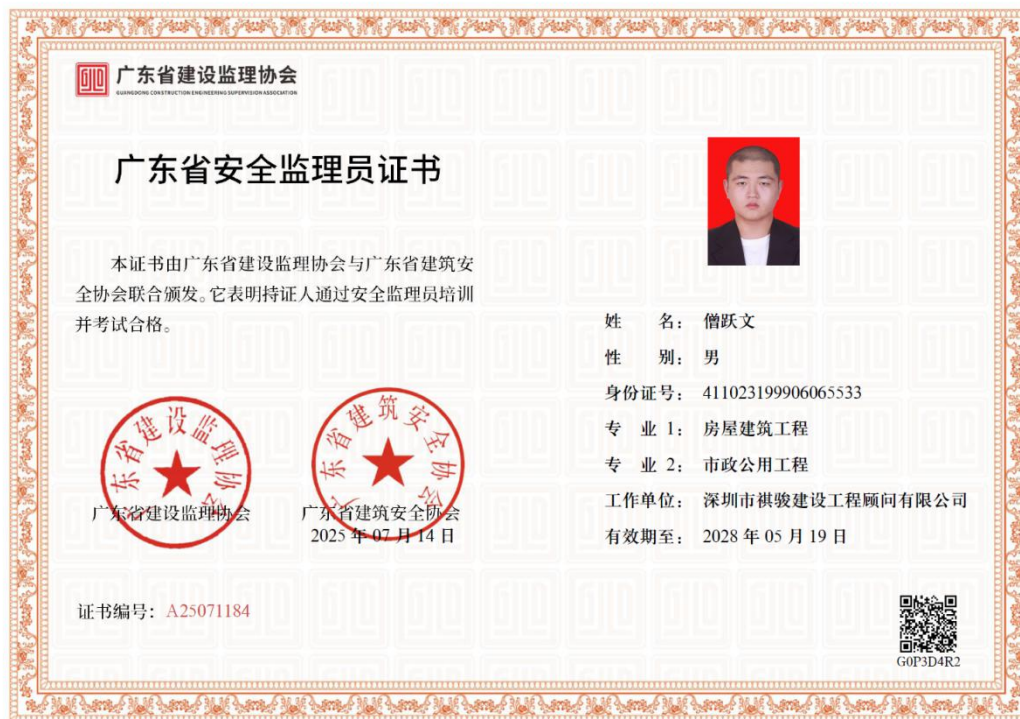 广东省建设监理协会
GUANGDONG CONSTRUCTION ENGINEERING SUPERVISION ASSOCIATION
广东省安全监理员证书
本证书由广东省建设监理协会与广东省建筑安
全协会联合颁发。它表明持证人通过安全监理员培训
并考试合格。
广东省建设监理协会
广东省建设监理协会
广东省建筑安全协会
广东省建筑安全协会
2025 年 07 月 14 日
证书编号：A25071184
姓 名： 僧跃文
性 别： 男
身份证号： 411023199906065533
专 业 1： 房屋建筑工程
专 业 2： 市政公用工程
工作单位： 深圳市祺骏建设工程顾问有限公司
有效期至： 2028 年 05 月 19 日
G0P3D4R2